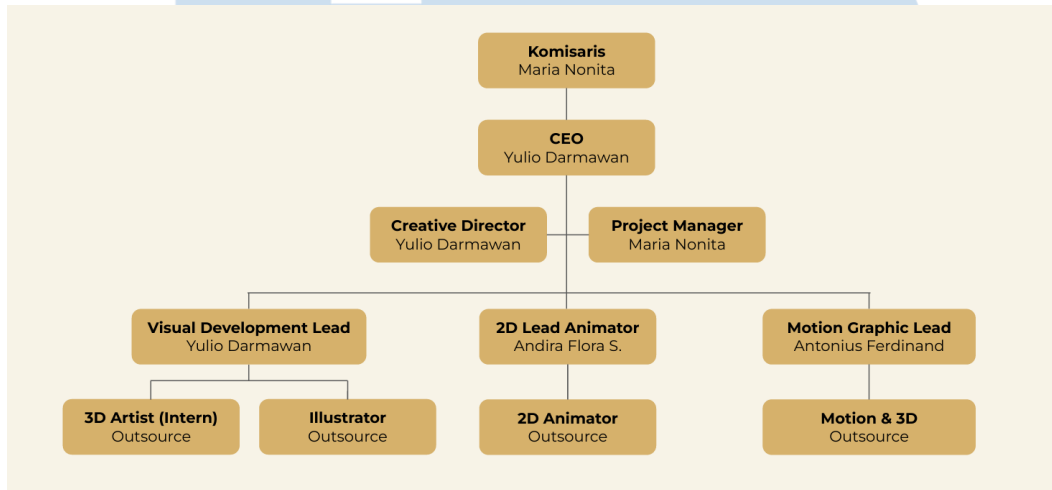 Komisaris
Maria Nonita
CEO
Yulio Darmawan
Creative Director
Yulio Darmawan
Project Manager
Maria Nonita
Visual Development Lead
Yulio Darmawan
2D Lead Animator
Andira Flora S.
Motion Graphic Lead
Antonius Ferdinand
3D Artist (Intern)
Outsource
Illustrator
Outsource
2D Animator
Outsource
Motion & 3D
Outsource